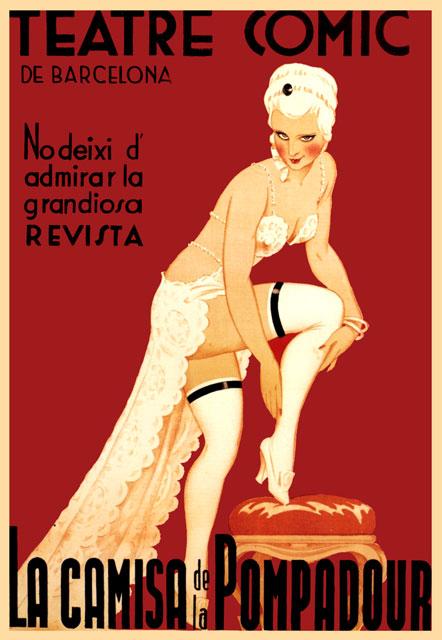 TEATRE COMIC
DE BARCELONA
No deixi d'
admirar la
grandiosa
REVISTA
LA CAMISA de la POMPADOUR